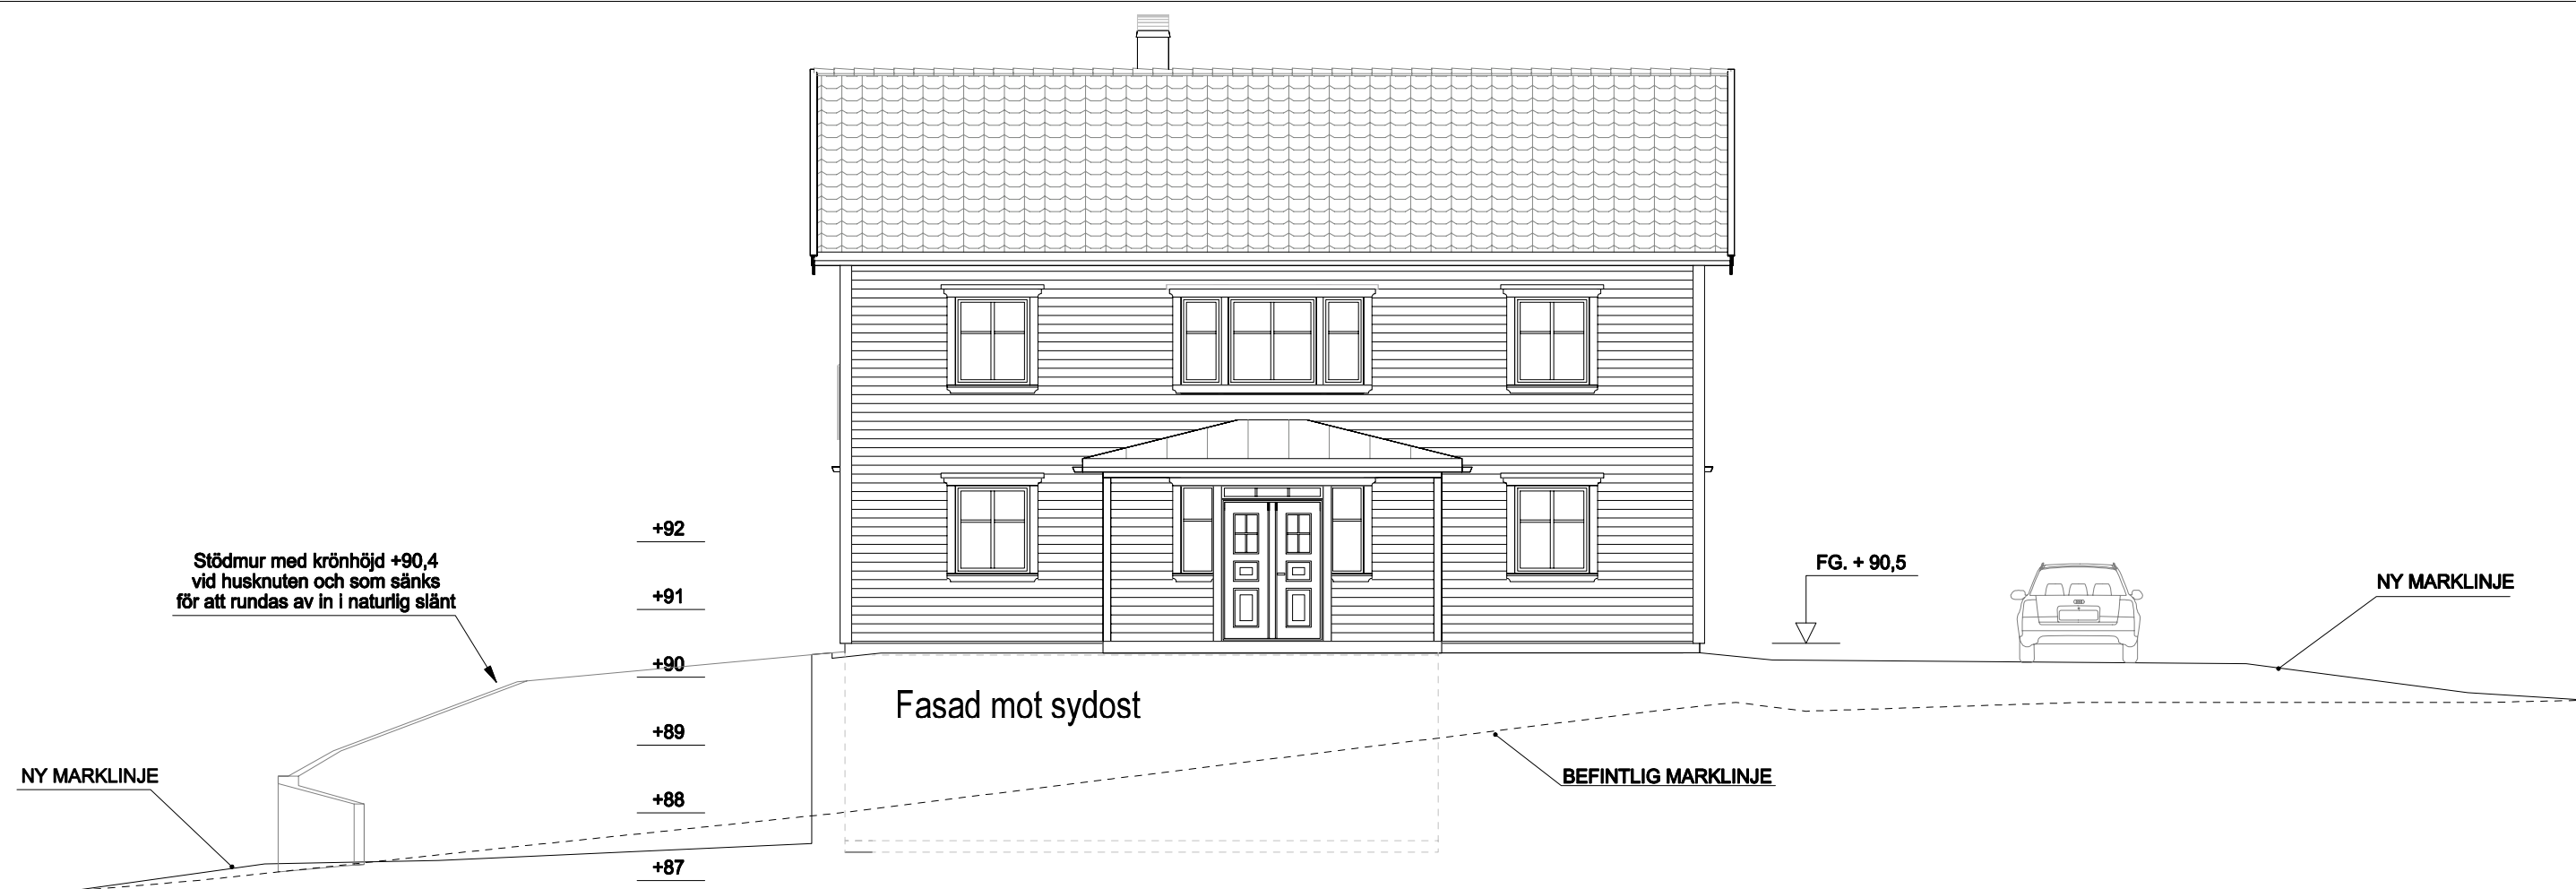 +92
Stödmur med krönhöjd +90,4
vid husknuten och som sänks
för att rundas av in i naturlig slänt
FG. + 90,5
NY MARKLINJE
+91
+90
Fasad mot sydost
+89
NY MARKLINJE
BEFINTLIG MARKLINJE
+88
+87